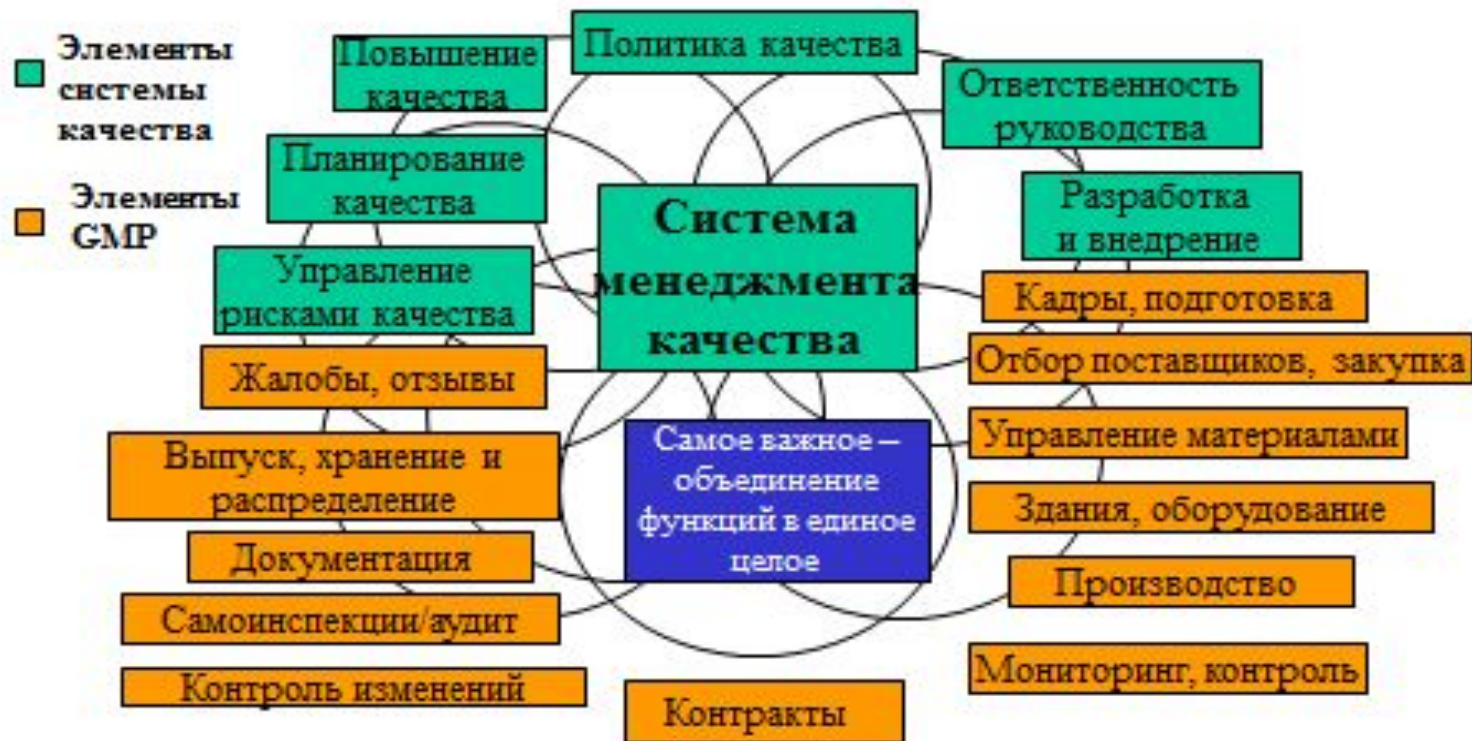 Элементы
системы
качества
Элементы
GMP
Повышение
качества
Политика качества
Ответственность
руководства
Планирование
качества
Разработка
и внедрение
Управление
рисками качества
Система
менеджмента
качества
Кадры, подготовка
Жалобы, отзывы
Отбор поставщиков, закупка
Выпуск, хранение и
распределение
Самое важное –
объединение
функций в единое
целое
Управление материалами
Здания, оборудование
Документация
Производство
Самоинспекции/аудит
Мониторинг, контроль
Контроль изменений
Контракты